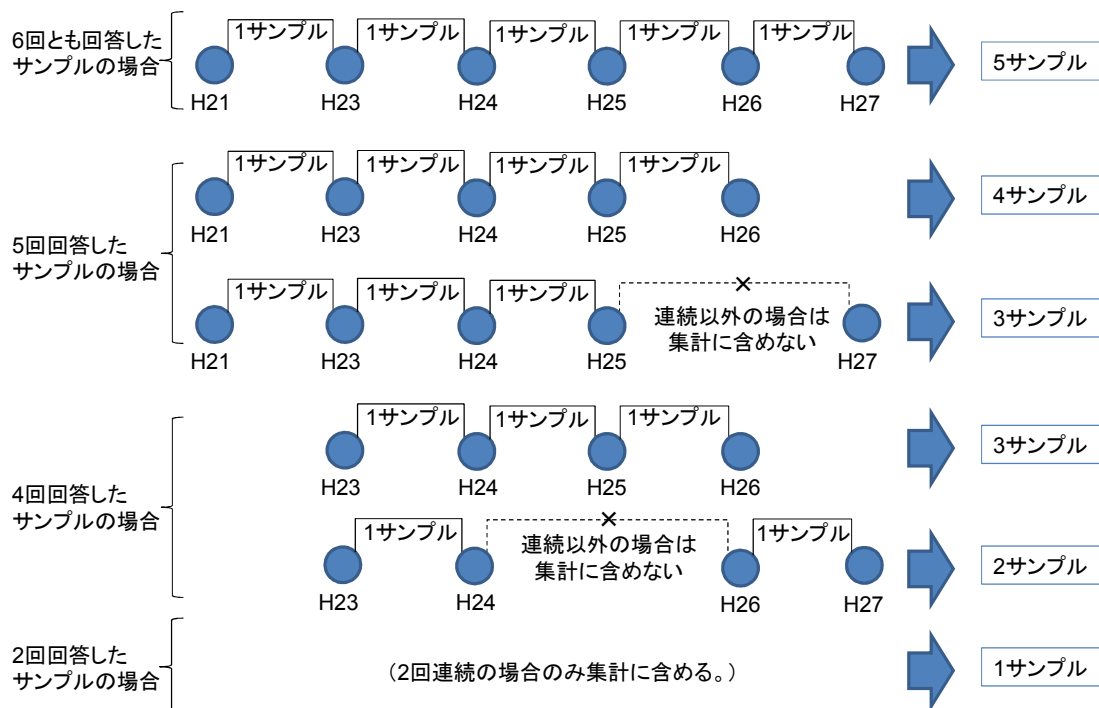 6回とも回答した
サンプルの場合
1サンプル 1サンプル 1サンプル 1サンプル 1サンプル
H21 H23 H24 H25 H26 H27
5サンプル
5回回答した
サンプルの場合
1サンプル 1サンプル 1サンプル 1サンプル
H21 H23 H24 H25 H26
4サンプル
1サンプル 1サンプル 1サンプル ×
連続以外の場合は
集計に含めない
H21 H23 H24 H25 H27
3サンプル
4回回答した
サンプルの場合
1サンプル 1サンプル 1サンプル
H23 H24 H25 H26
3サンプル
1サンプル × 1サンプル
連続以外の場合は
集計に含めない
H23 H24 H26 H27
2サンプル
2回回答した
サンプルの場合
(2回連続の場合のみ集計に含める。)
1サンプル